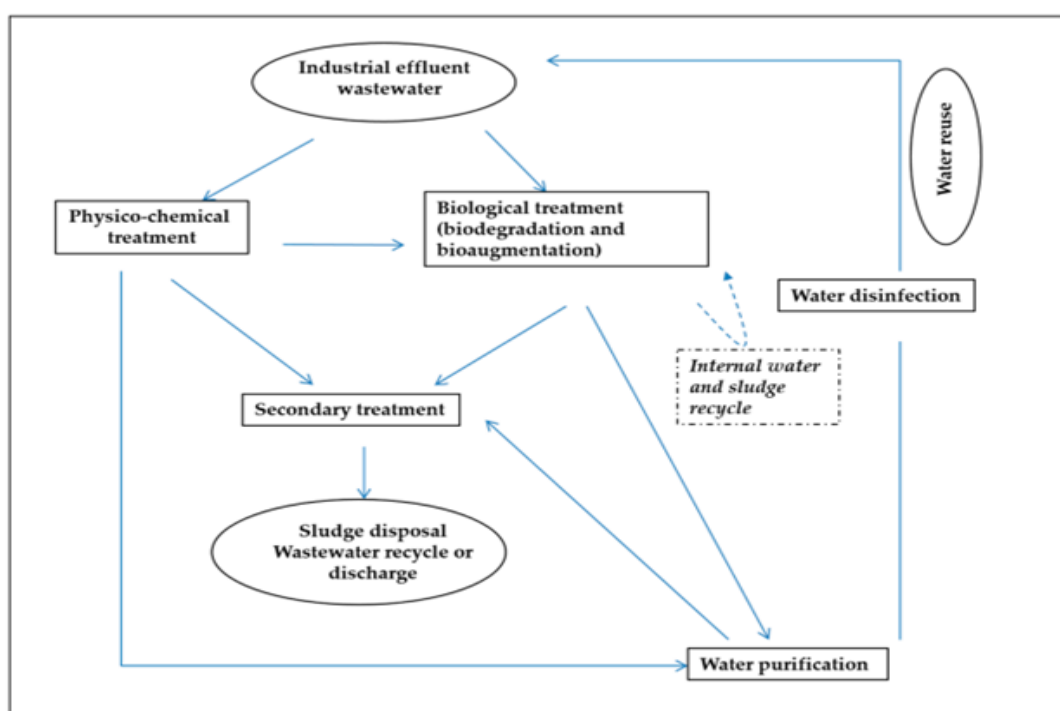 Industrial effluent
wastewater
Water reuse
Physico-chemical
treatment
Biological treatment
(biodegradation and
bioaugmentation)
Water disinfection
Internal water
and sludge
recycle
Secondary treatment
Sludge disposal
Wastewater recycle or
discharge
Water purification